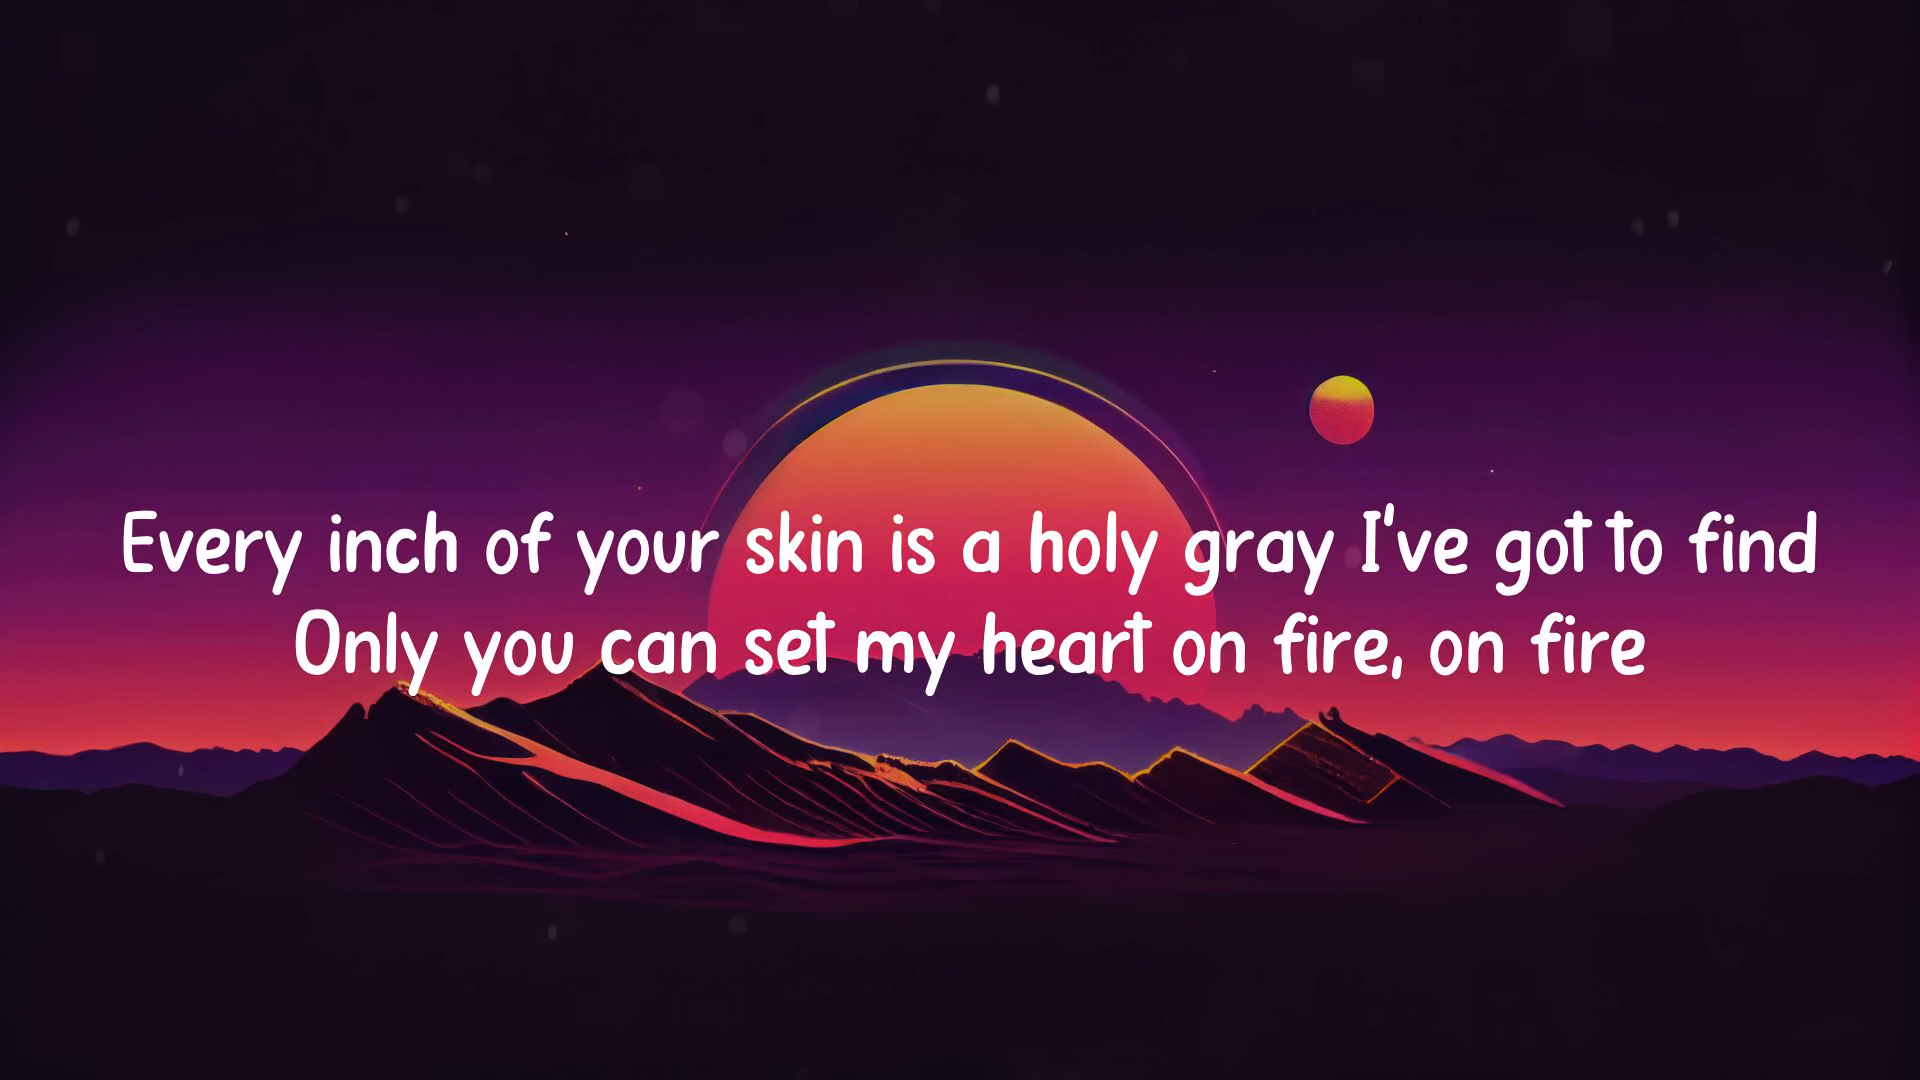 Every inch of your skin is a holy gray I've got to find
Only you can set my heart on fire, on fire